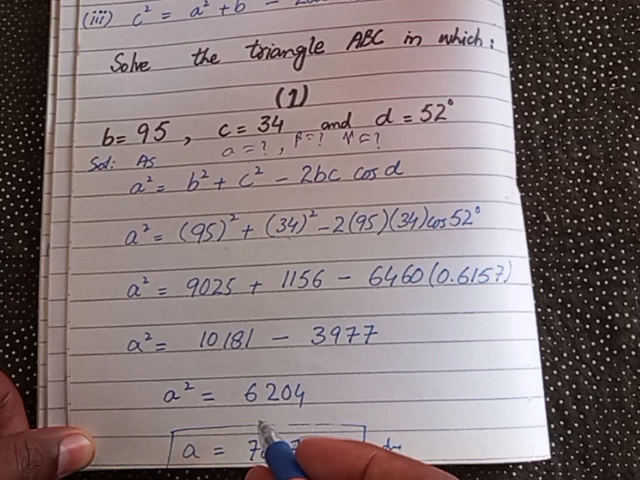 (iii) c² = a² + b² -
Solve the triangle ABC in which:
(1)
b = 95, c = 34 and α = 52°
a = ?, β = ? γ = ?
Sol: As
a² = b² + c² - 2bc cos α
a² = (95)² + (34)² - 2(95)(34) cos 52°
a² = 9025 + 1156 - 6460(0.6157)
a² = 10181 - 3977
a² = 6204
a =